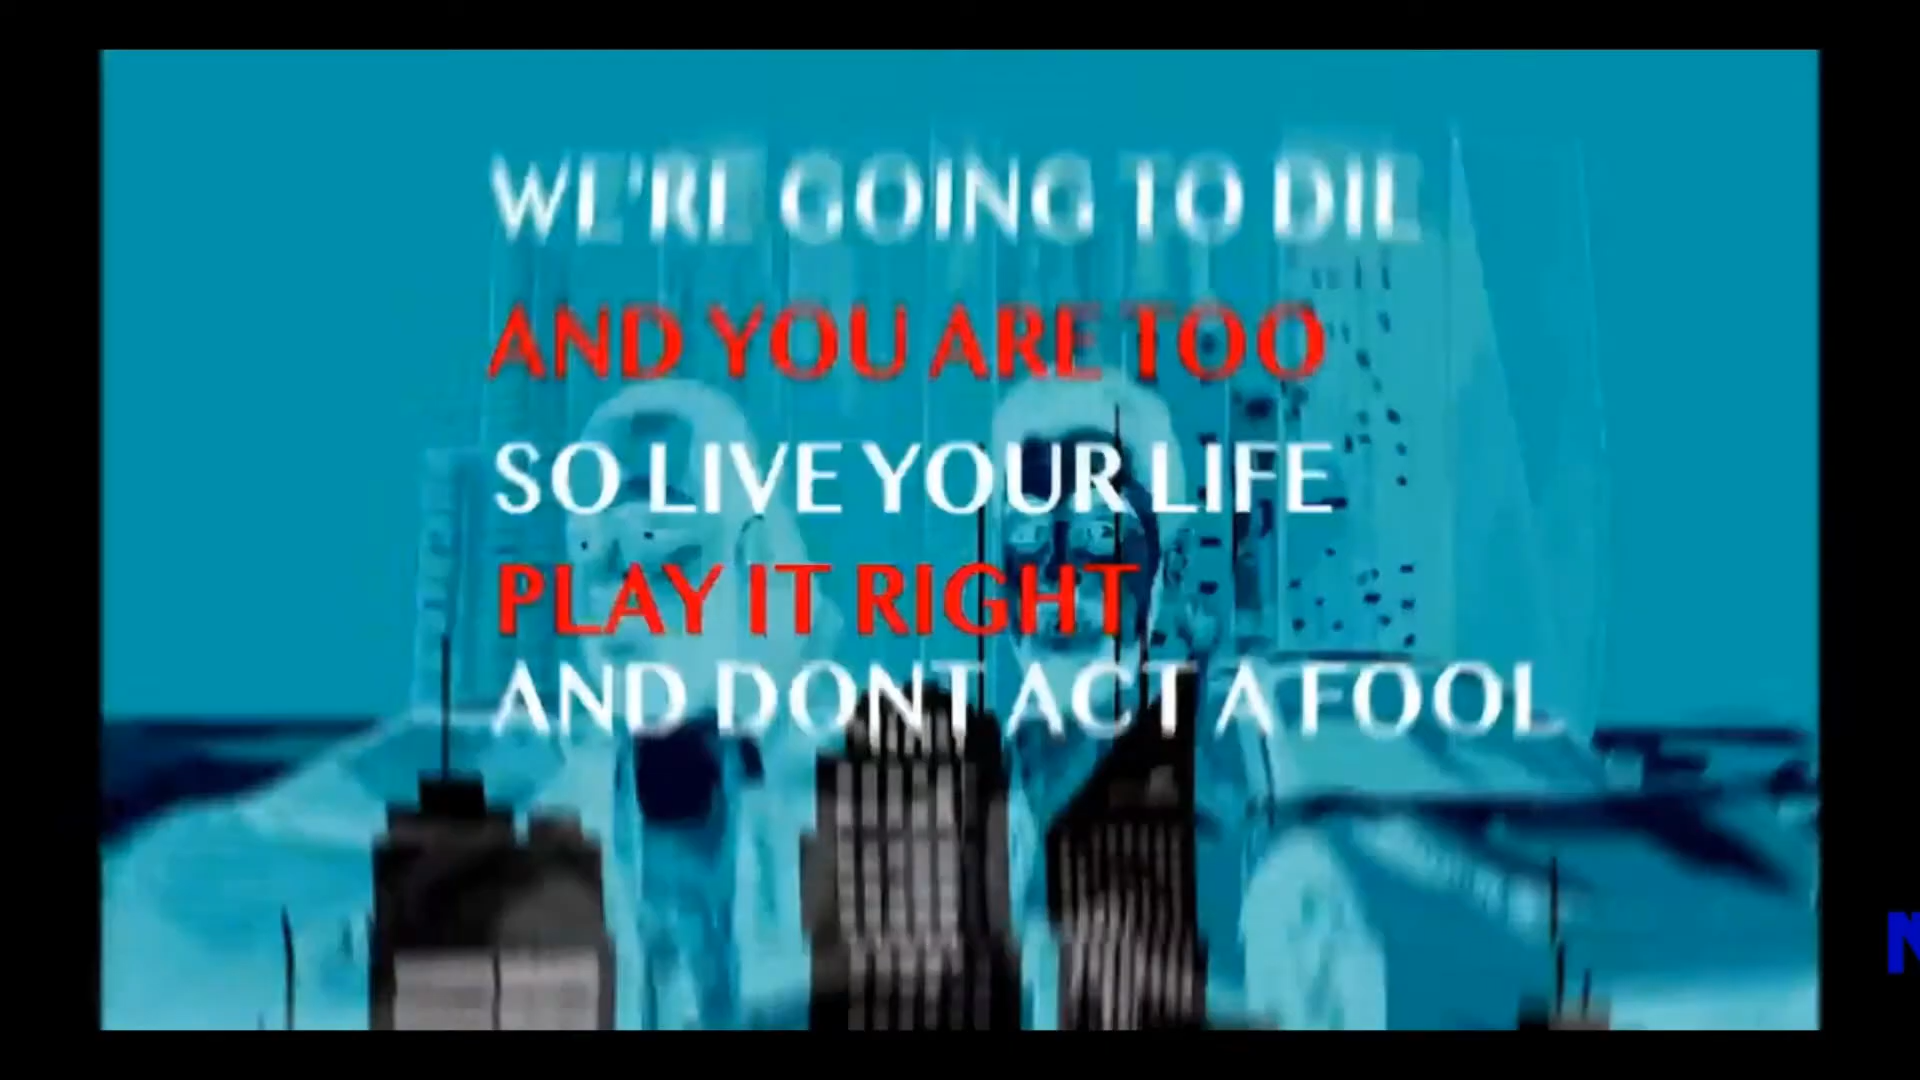 WE'RE GOING TO DIE
AND YOU ARE TOO
SO LIVE YOUR LIFE
PLAY IT RIGHT
AND DONT ACT A FOOL